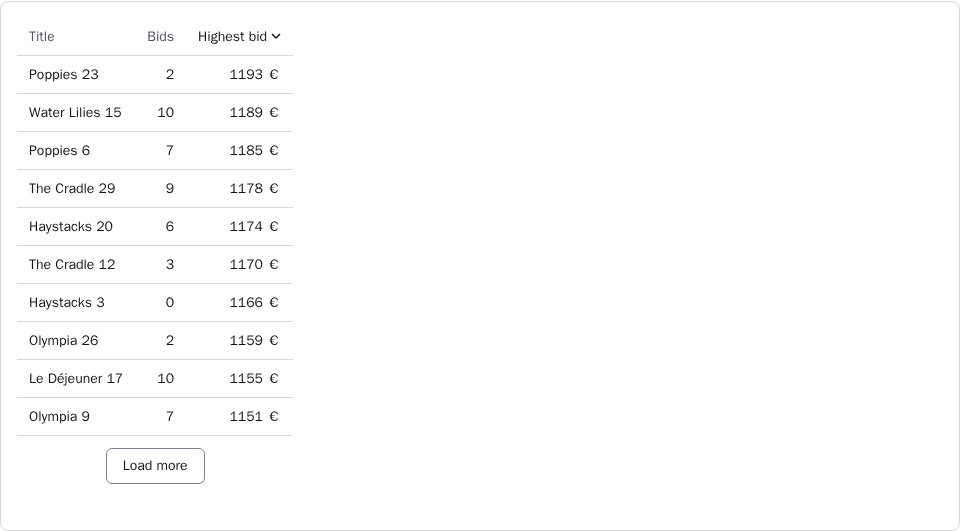 Title Bids Highest bid
Poppies 23 2 1193 €
Water Lilies 15 10 1189 €
Poppies 6 7 1185 €
The Cradle 29 9 1178 €
Haystacks 20 6 1174 €
The Cradle 12 3 1170 €
Haystacks 3 0 1166 €
Olympia 26 2 1159 €
Le Déjeuner 17 10 1155 €
Olympia 9 7 1151 €
Load more